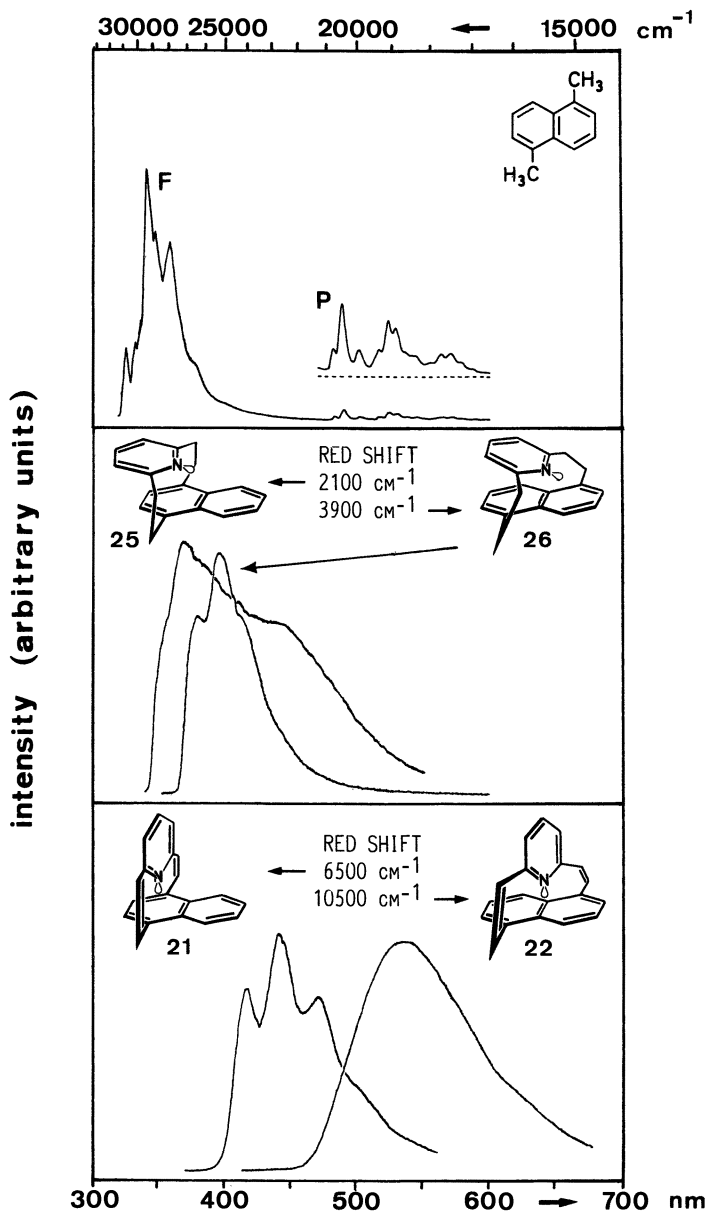 30000 25000 20000 15000 cm-1
CH3
H3C
F
P
N
RED SHIFT
2100 CM-1
3900 CM-1
N
25
26
N
RED SHIFT
6500 CM-1
10500 CM-1
N
21
22
300 400 500 600 700 nm
intensity (arbitrary units)